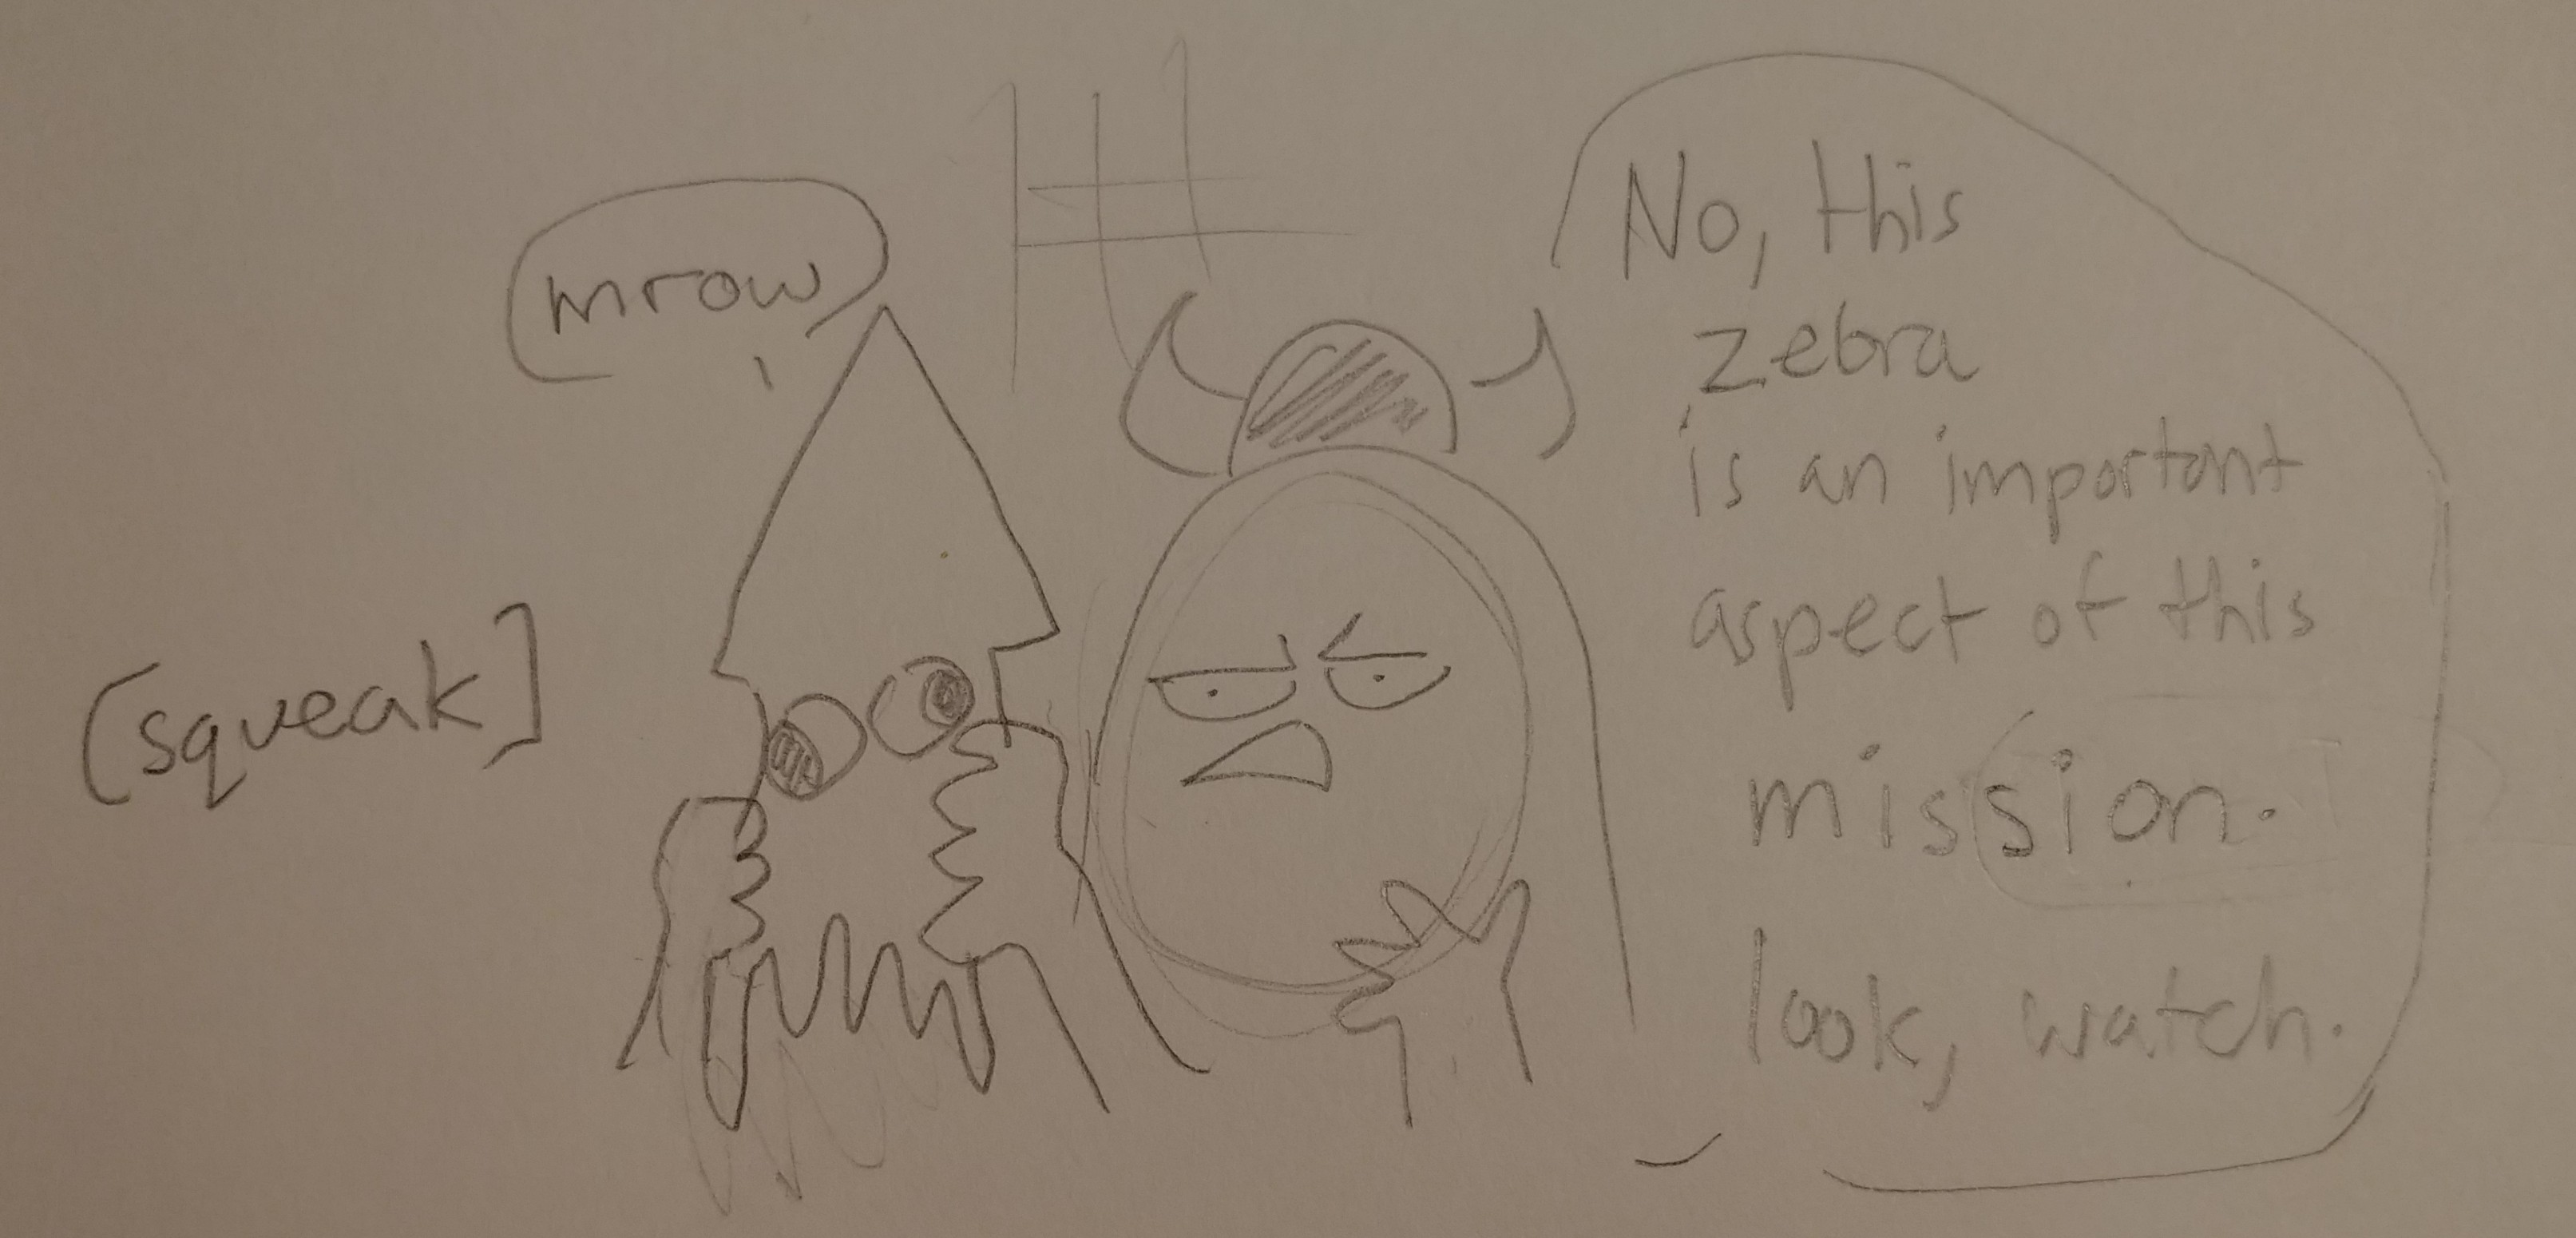 mrow
(squeak]
No, this
zebra
is an important
aspect of this
mission.
look, watch.